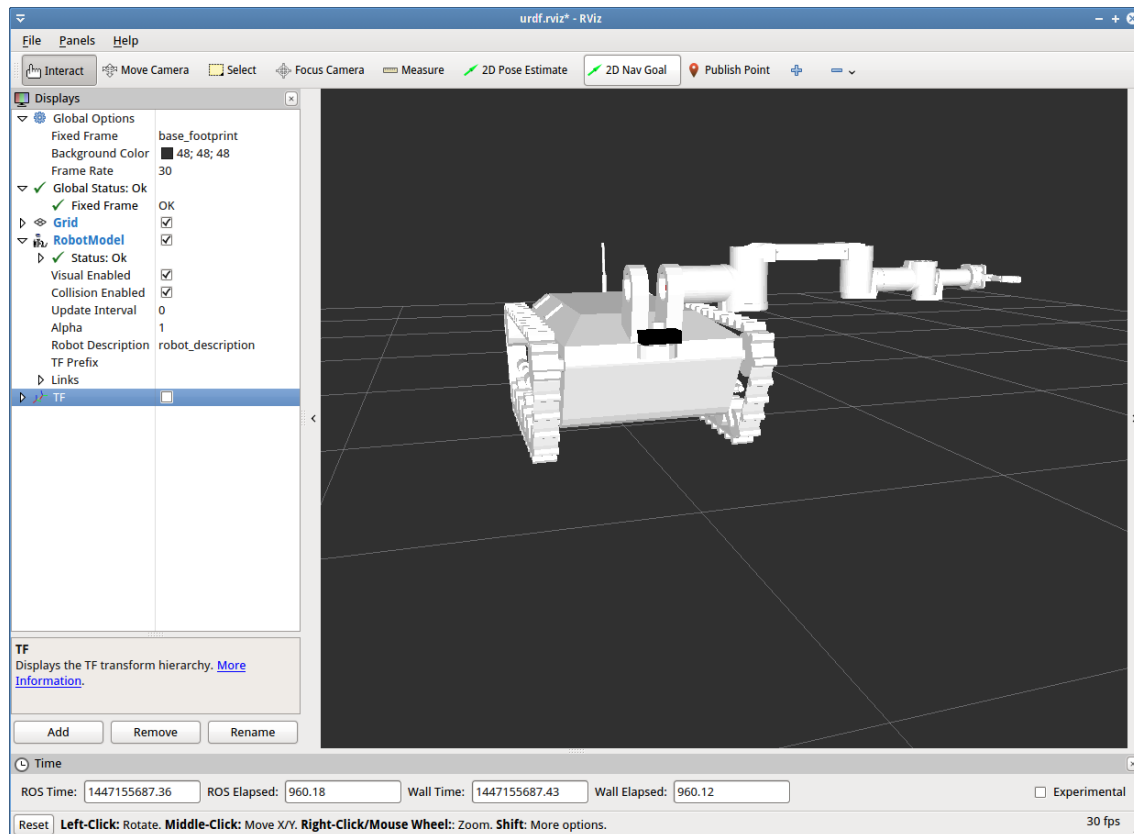 urdf.rviz* - RViz
File Panels Help
Interact Move Camera Select Focus Camera Measure 2D Pose Estimate 2D Nav Goal Publish Point
Displays
Global Options
Fixed Frame base_footprint
Background Color 48; 48; 48
Frame Rate 30
Global Status: Ok
Fixed Frame OK
Grid
RobotModel
Status: Ok
Visual Enabled
Collision Enabled
Update Interval 0
Alpha 1
Robot Description robot_description
TF Prefix
Links
TF
TF
Displays the TF transform hierarchy. More
Information.
Add Remove Rename
Time
ROS Time: 1447155687.36 ROS Elapsed: 960.18 Wall Time: 1447155687.43 Wall Elapsed: 960.12 Experimental
Reset Left-Click: Rotate. Middle-Click: Move X/Y. Right-Click/Mouse Wheel:: Zoom. Shift: More options. 30 fps